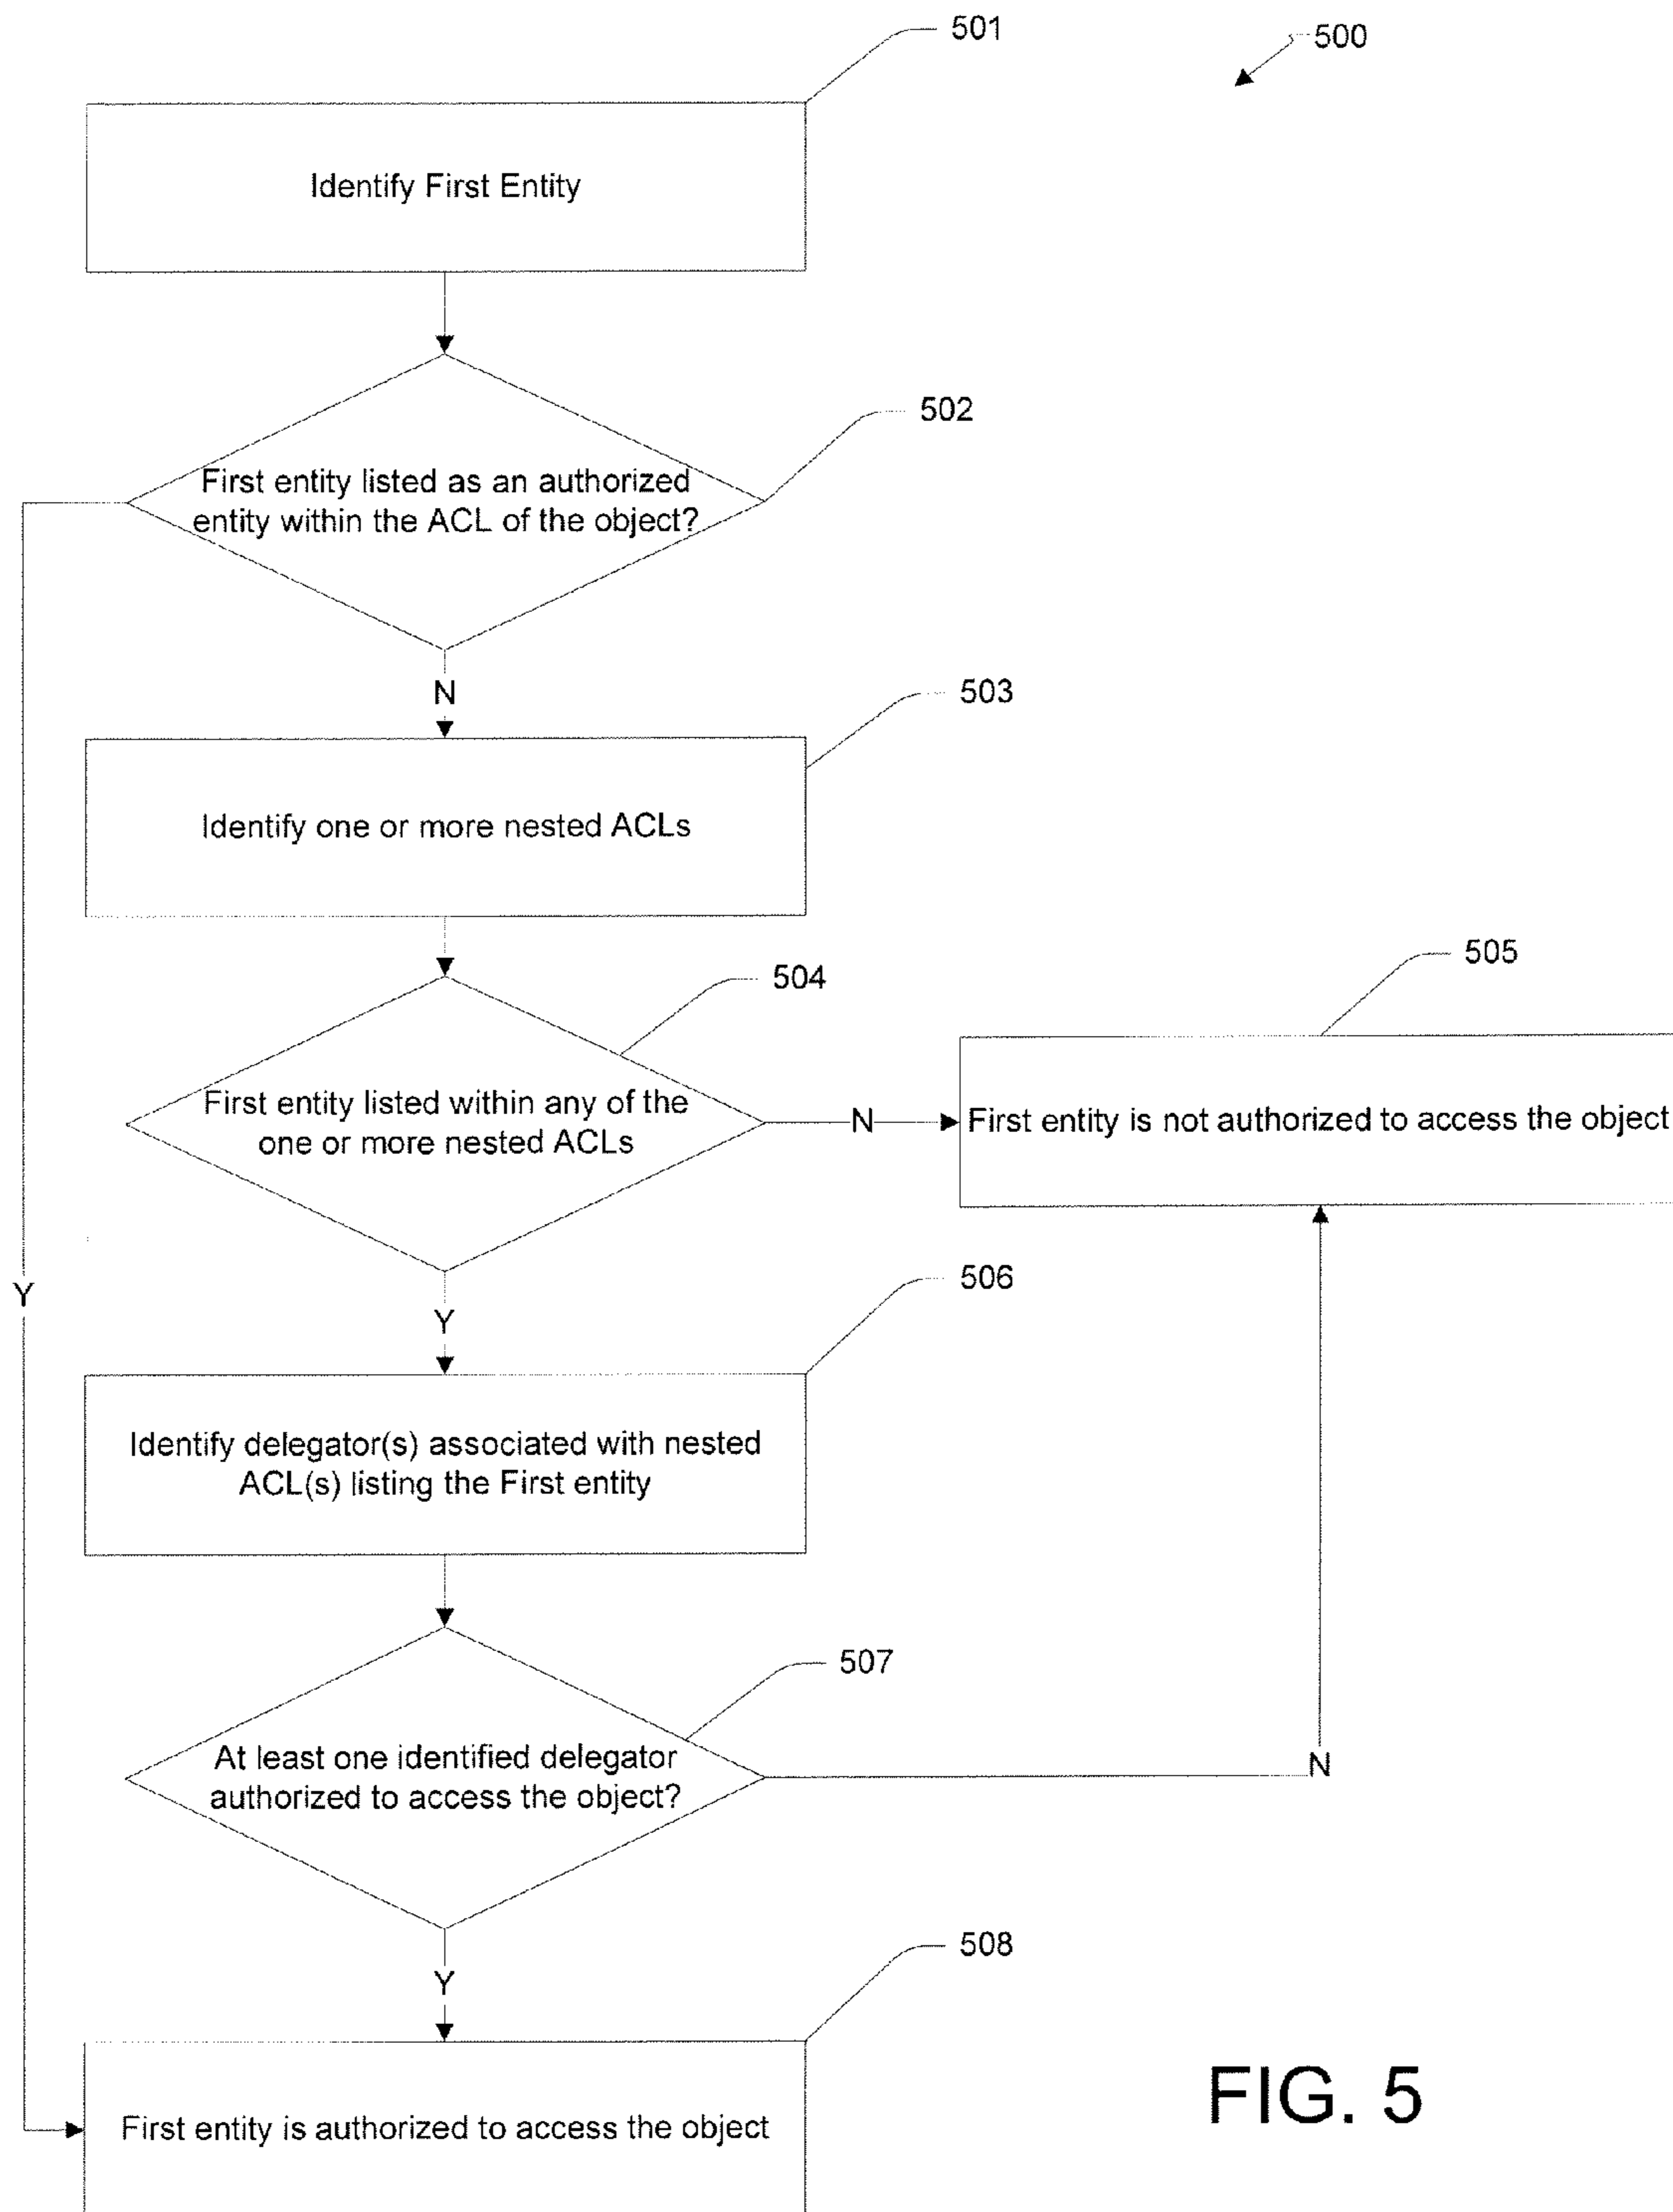 501
500
Identify First Entity
502
First entity listed as an authorized
entity within the ACL of the object?
N
503
Identify one or more nested ACLs
504
505
First entity listed within any of the
one or more nested ACLs
N
First entity is not authorized to access the object
506
Y
Y
Identify delegator(s) associated with nested
ACL(s) listing the First entity
507
At least one identified delegator
authorized to access the object?
N
508
Y
First entity is authorized to access the object
FIG. 5